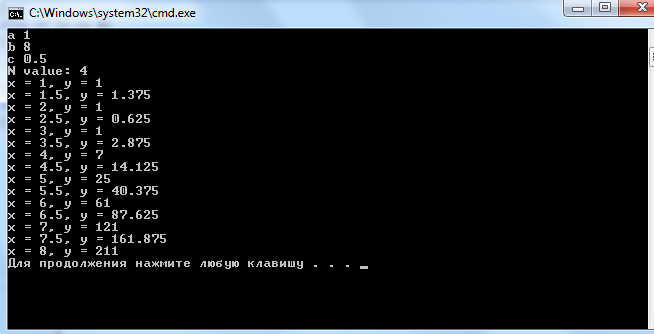 C:\Windows\system32\cmd.exe
a 1
b 8
c 0.5
N value: 4
x = 1, y = 1
x = 1.5, y = 1.375
x = 2, y = 1
x = 2.5, y = 0.625
x = 3, y = 1
x = 3.5, y = 2.875
x = 4, y = 7
x = 4.5, y = 14.125
x = 5, y = 25
x = 5.5, y = 40.375
x = 6, y = 61
x = 6.5, y = 87.625
x = 7, y = 121
x = 7.5, y = 161.875
x = 8, y = 211
Для продолжения нажмите любую клавишу . . .